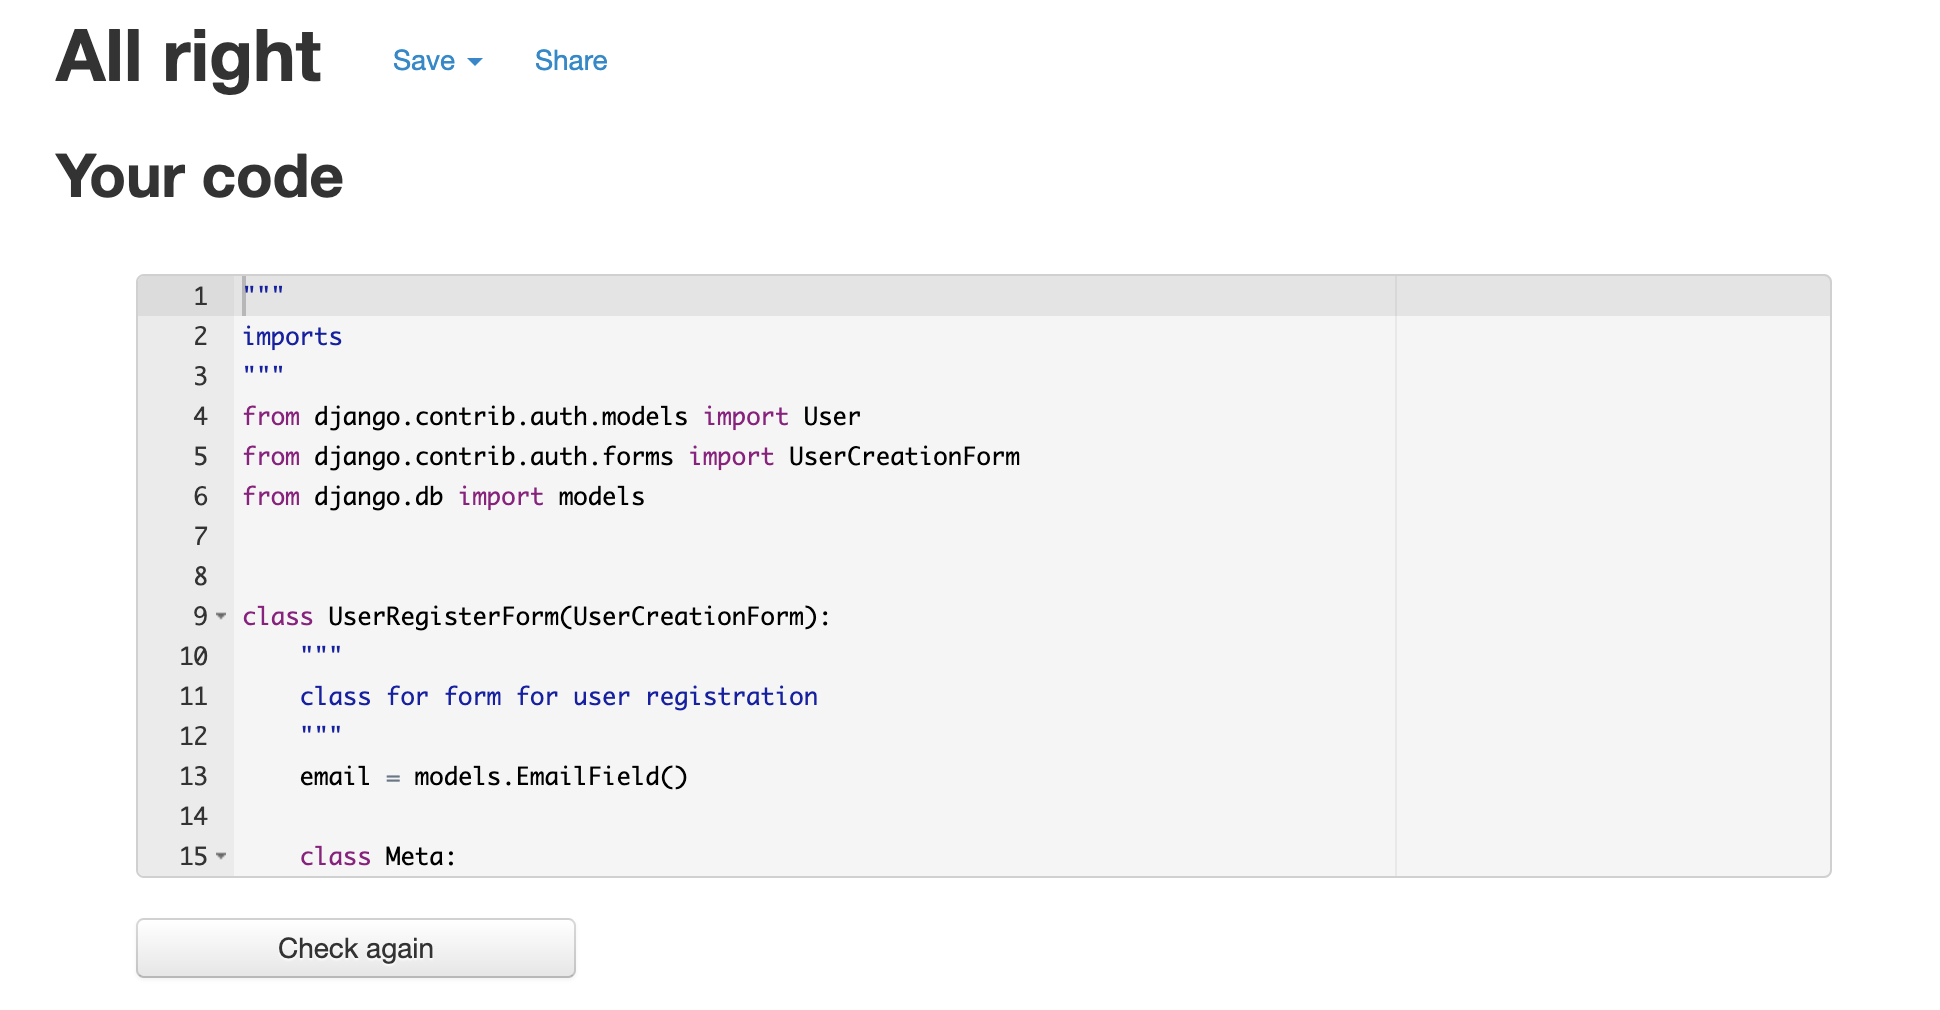 All right
Save
Share
Your code
1 """
2 imports
3 """
4 from django.contrib.auth.models import User
5 from django.contrib.auth.forms import UserCreationForm
6 from django.db import models
7
8
9 class UserRegisterForm(UserCreationForm):
10     """
11     class for form for user registration
12     """
13     email = models.EmailField()
14
15     class Meta:
Check again